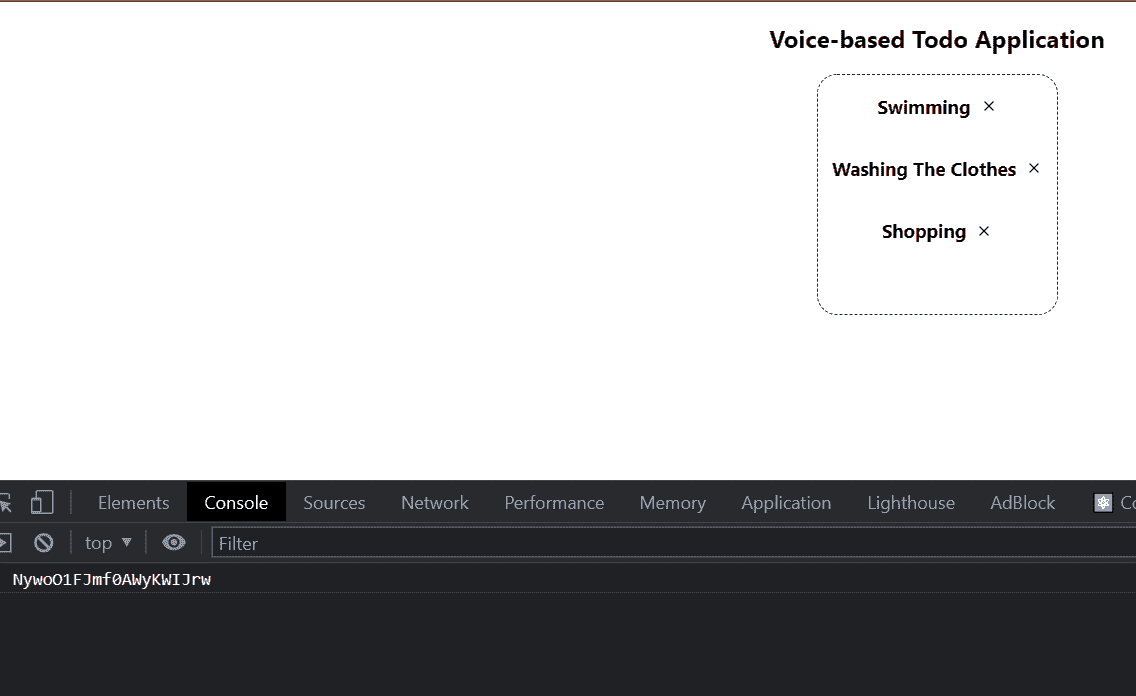 Voice-based Todo Application
Swimming ×
Washing The Clothes ×
Shopping ×
Elements Console Sources Network Performance Memory Application Lighthouse AdBlock Co
top ▼ Filter
NywoO1FJmf0AWyKWIJrw